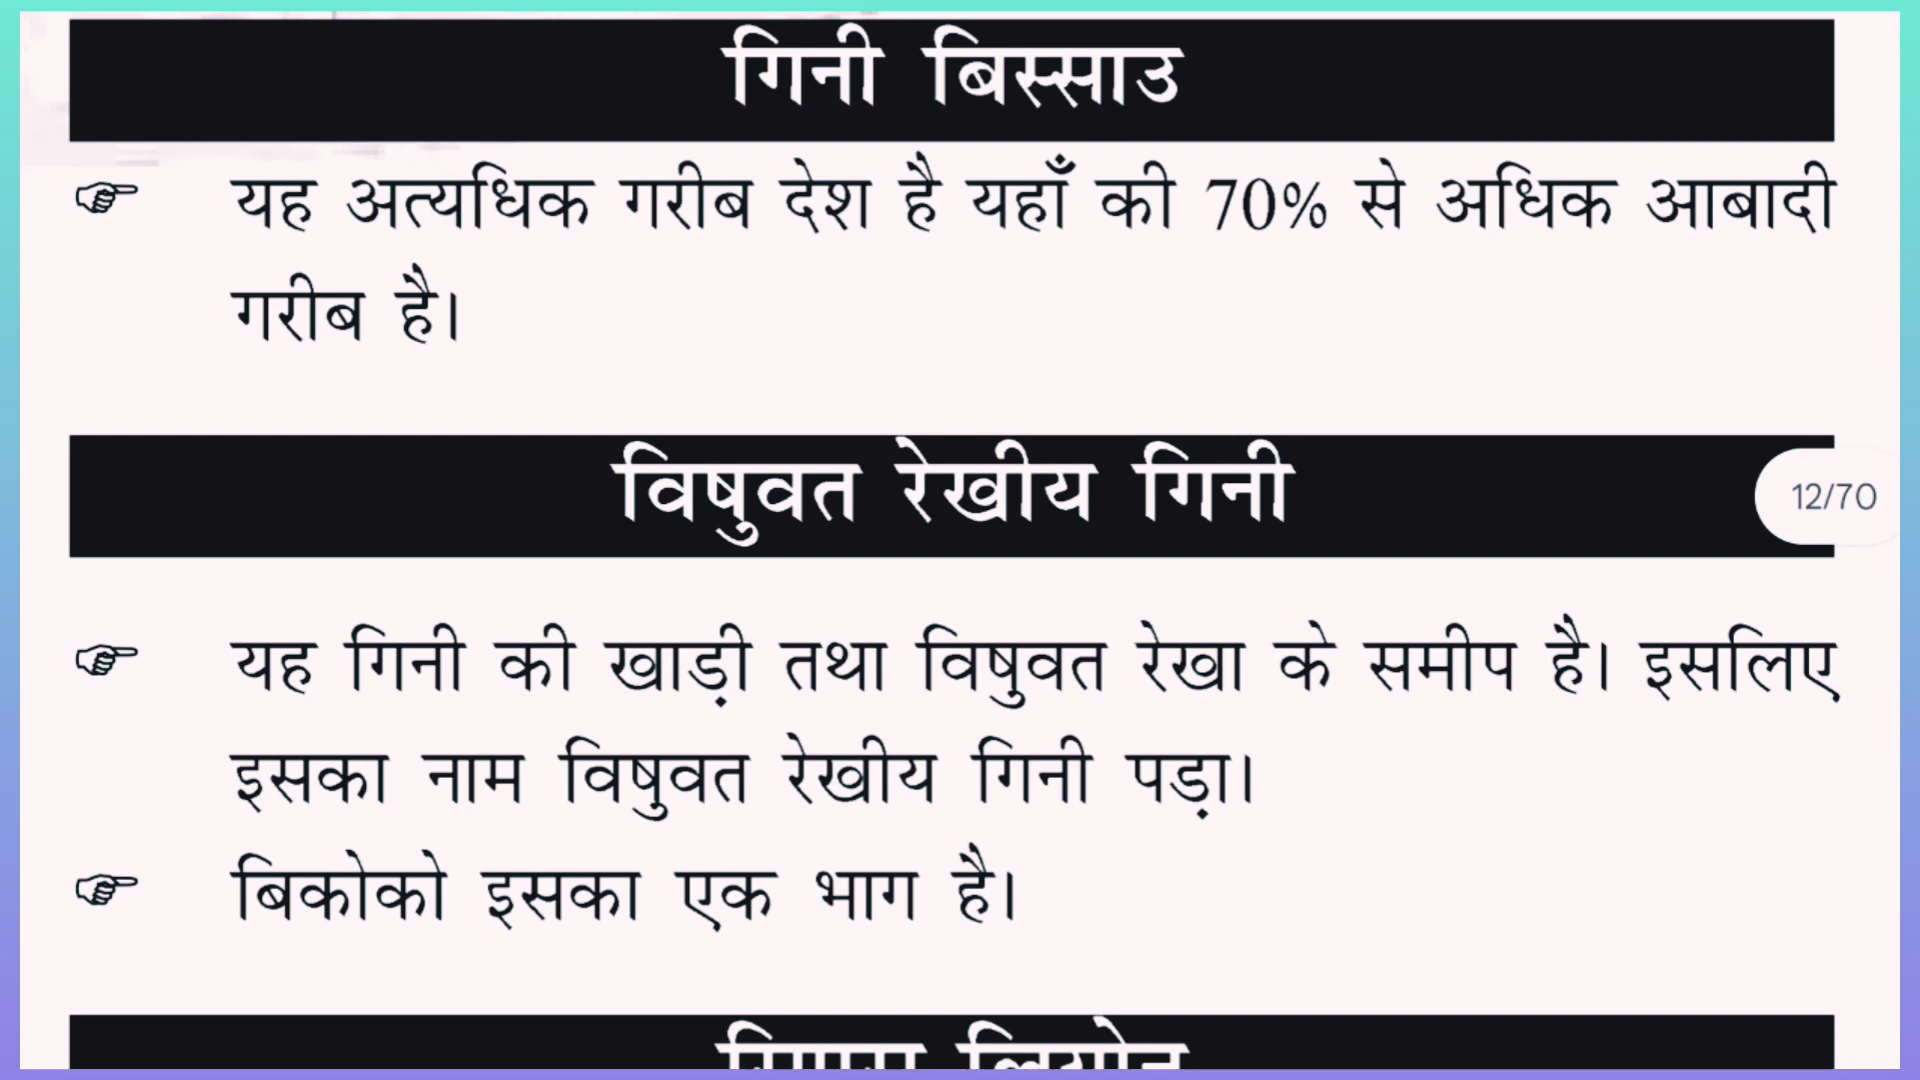 गिनी बिस्साउ
☞ यह अत्यधिक गरीब देश है यहाँ की 70% से अधिक आबादी
गरीब है।
विषुवत रेखीय गिनी
12/70
☞ यह गिनी की खाड़ी तथा विषुवत रेखा के समीप है। इसलिए
इसका नाम विषुवत रेखीय गिनी पड़ा।
☞ बिकोको इसका एक भाग है।